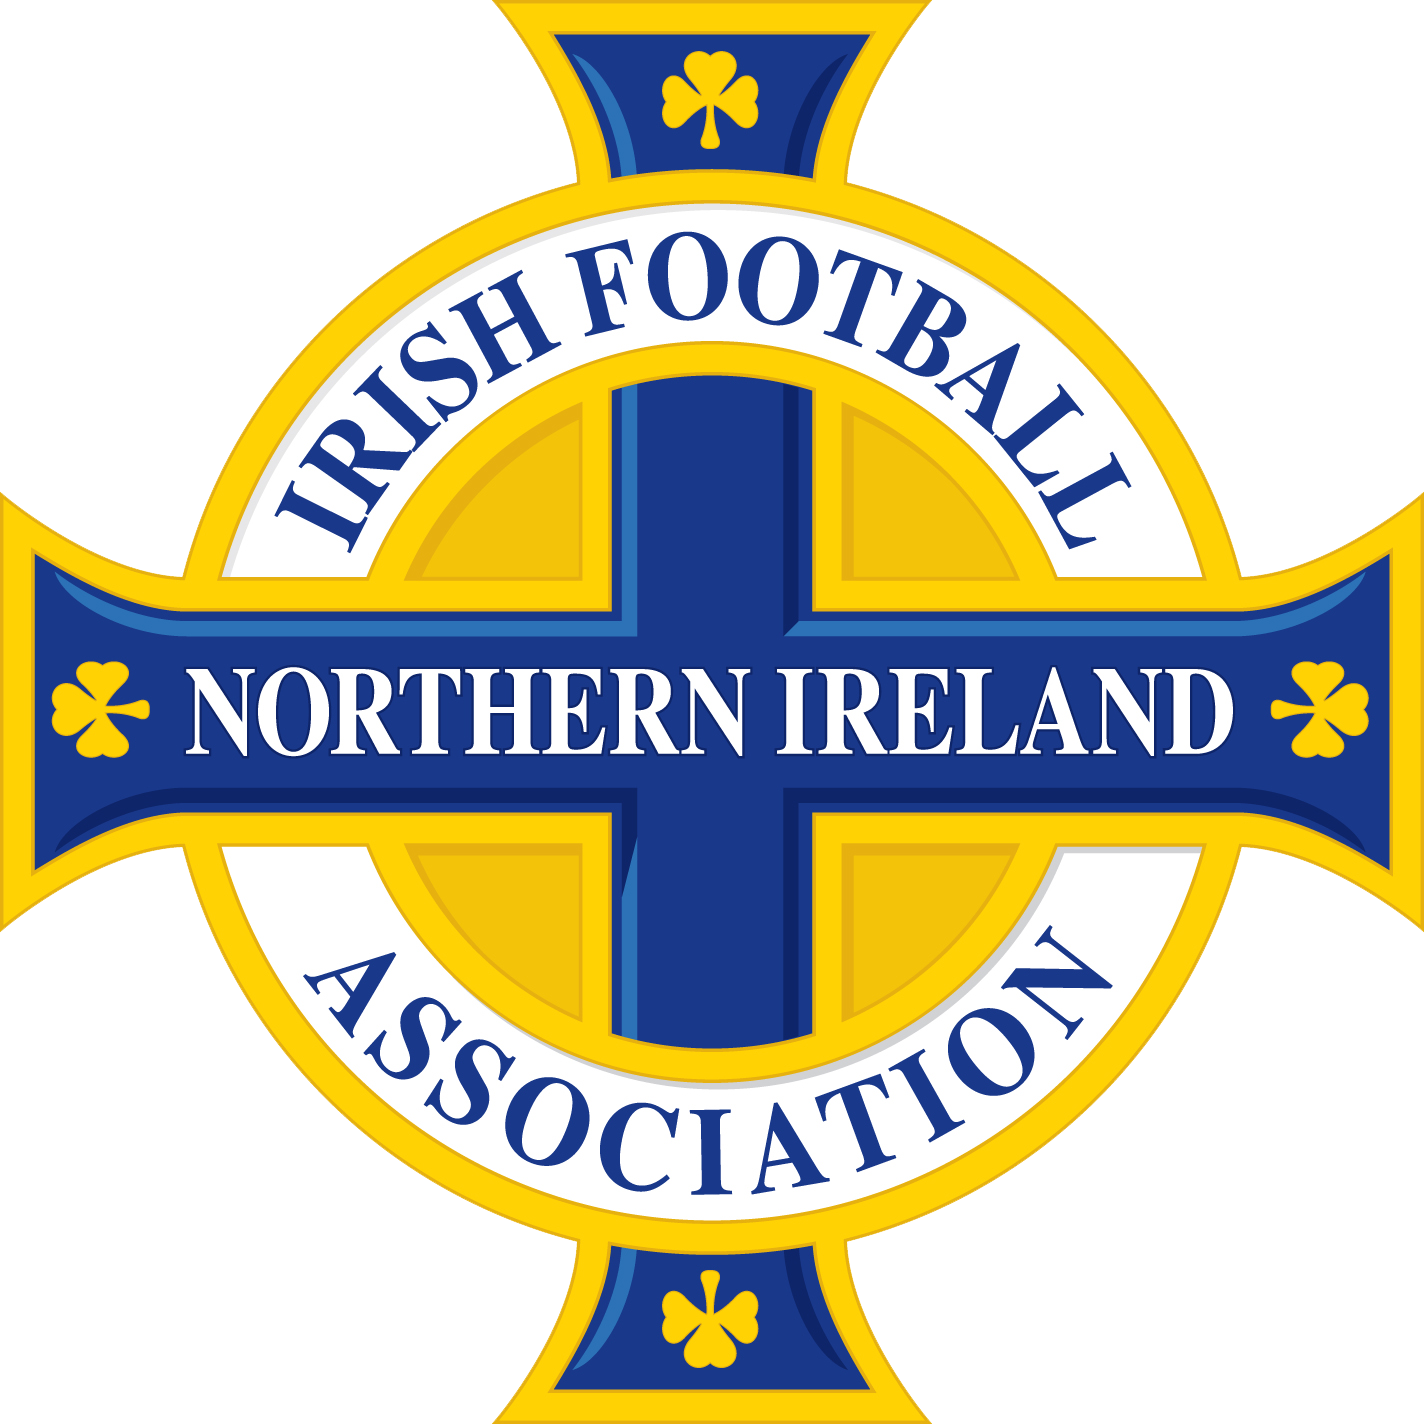 IRISH FOOTBALL
NORTHERN IRELAND
ASSOCIATION